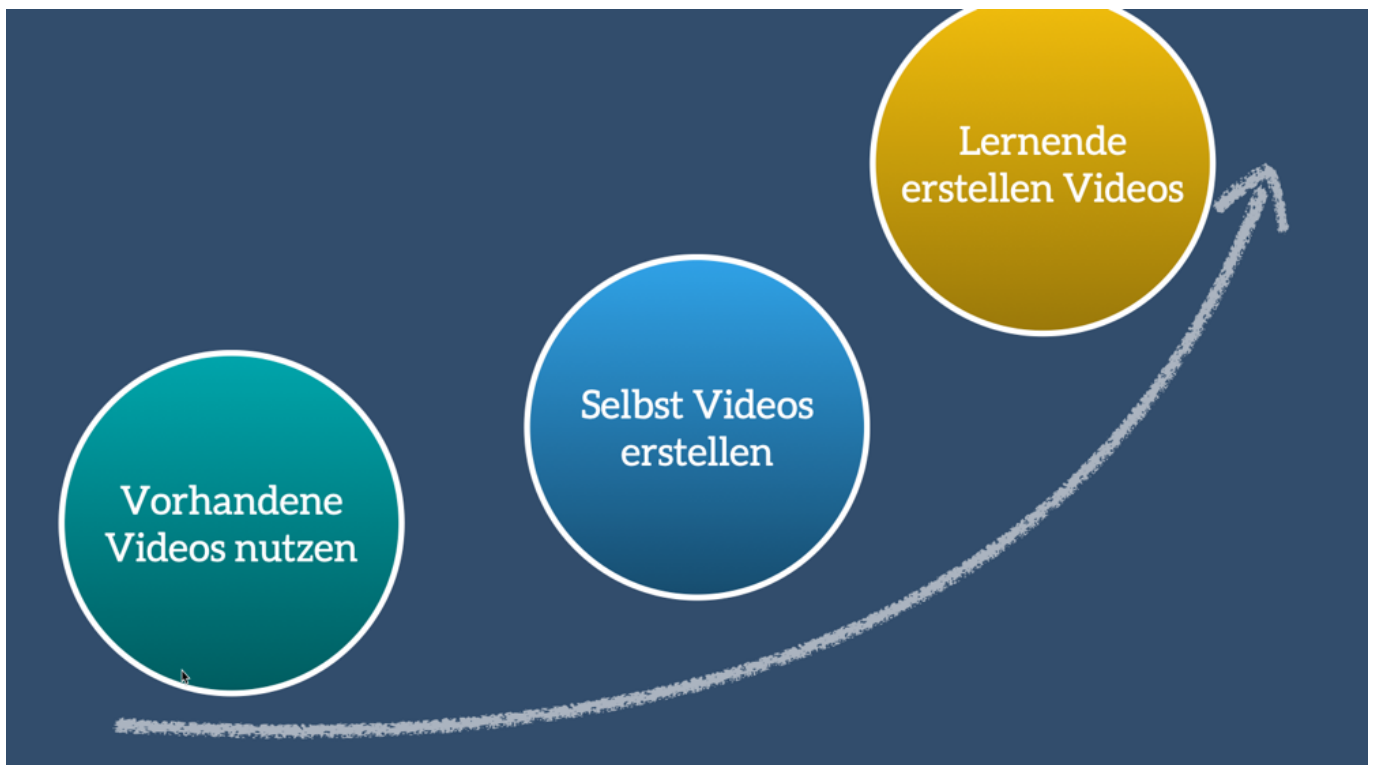 Lernende
erstellen Videos
Selbst Videos
erstellen
Vorhandene
Videos nutzen